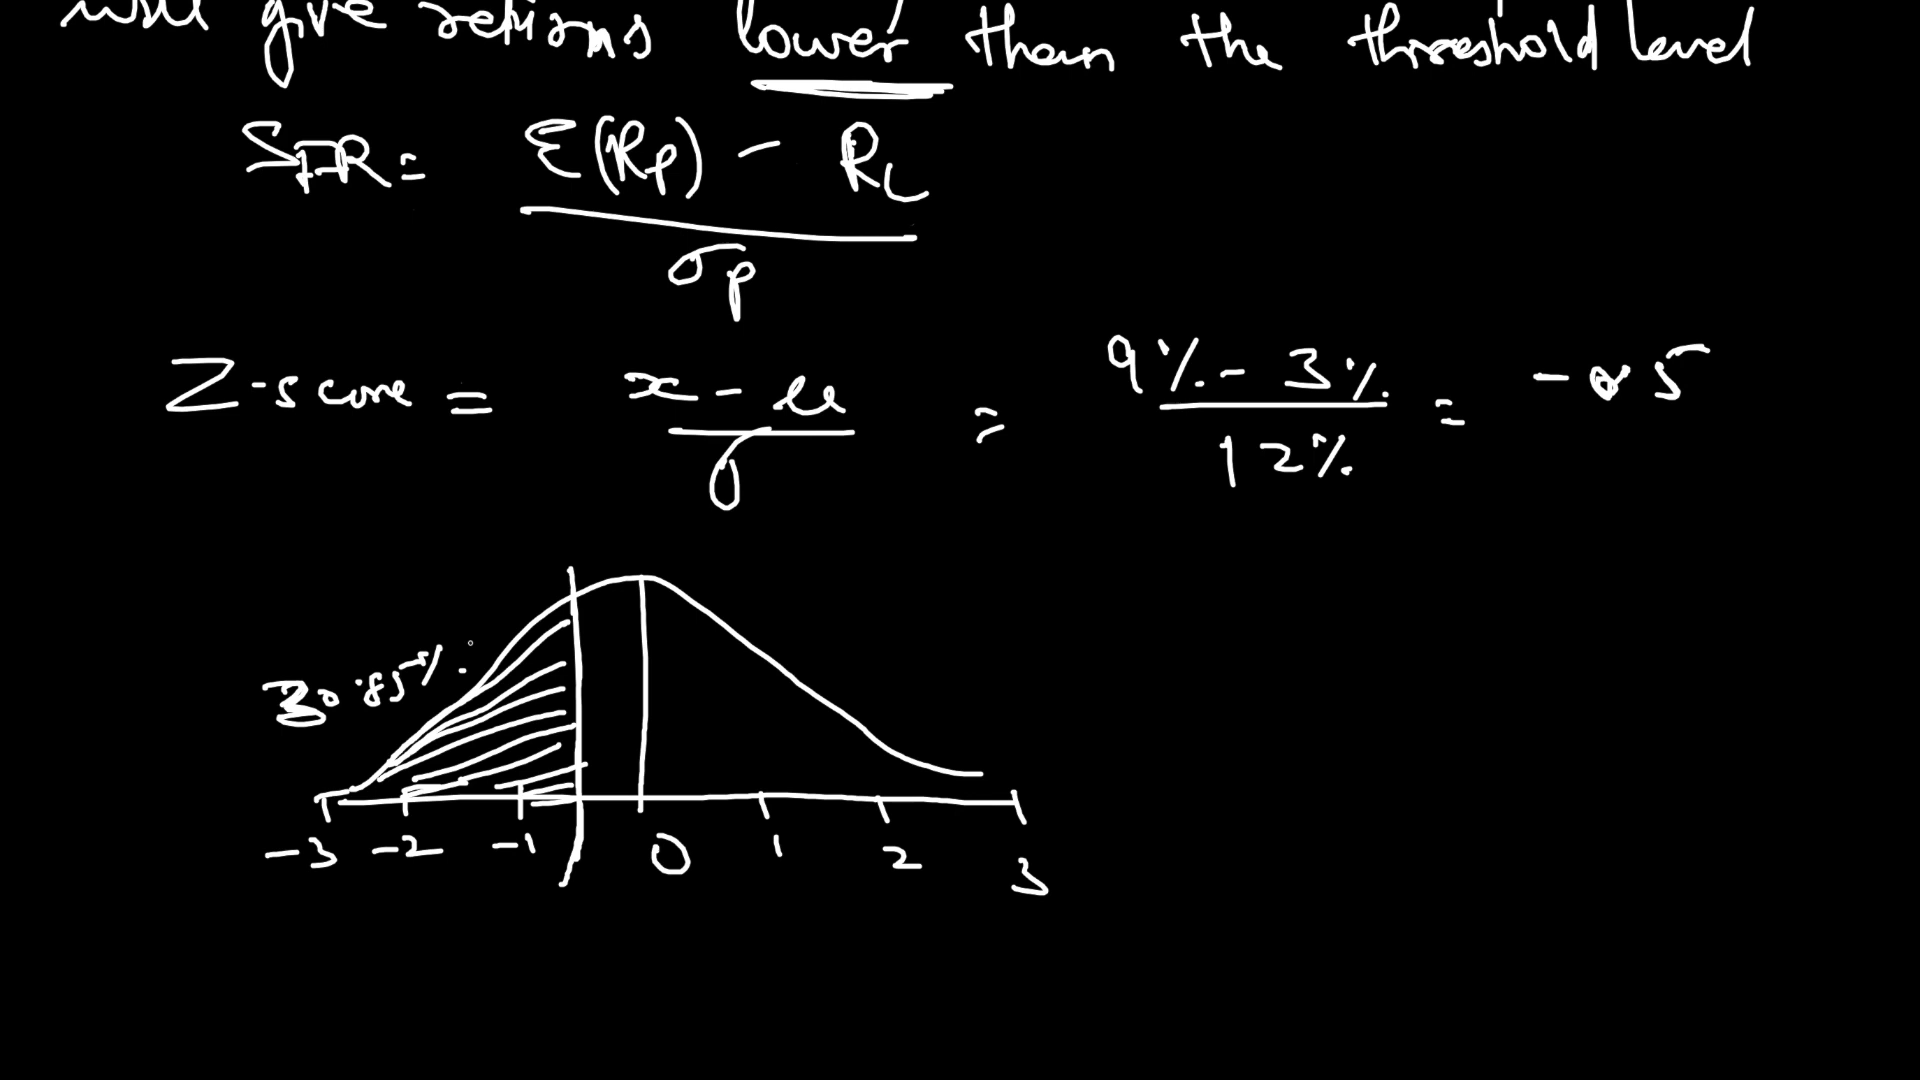 will give returns lower than the threshold level
SFR = E(Rp) - RL
σp
Z-score = x - μ = 9% - 3% = - 0.5
σ 12%
30.85%
-3 -2 -1 0 1 2 3